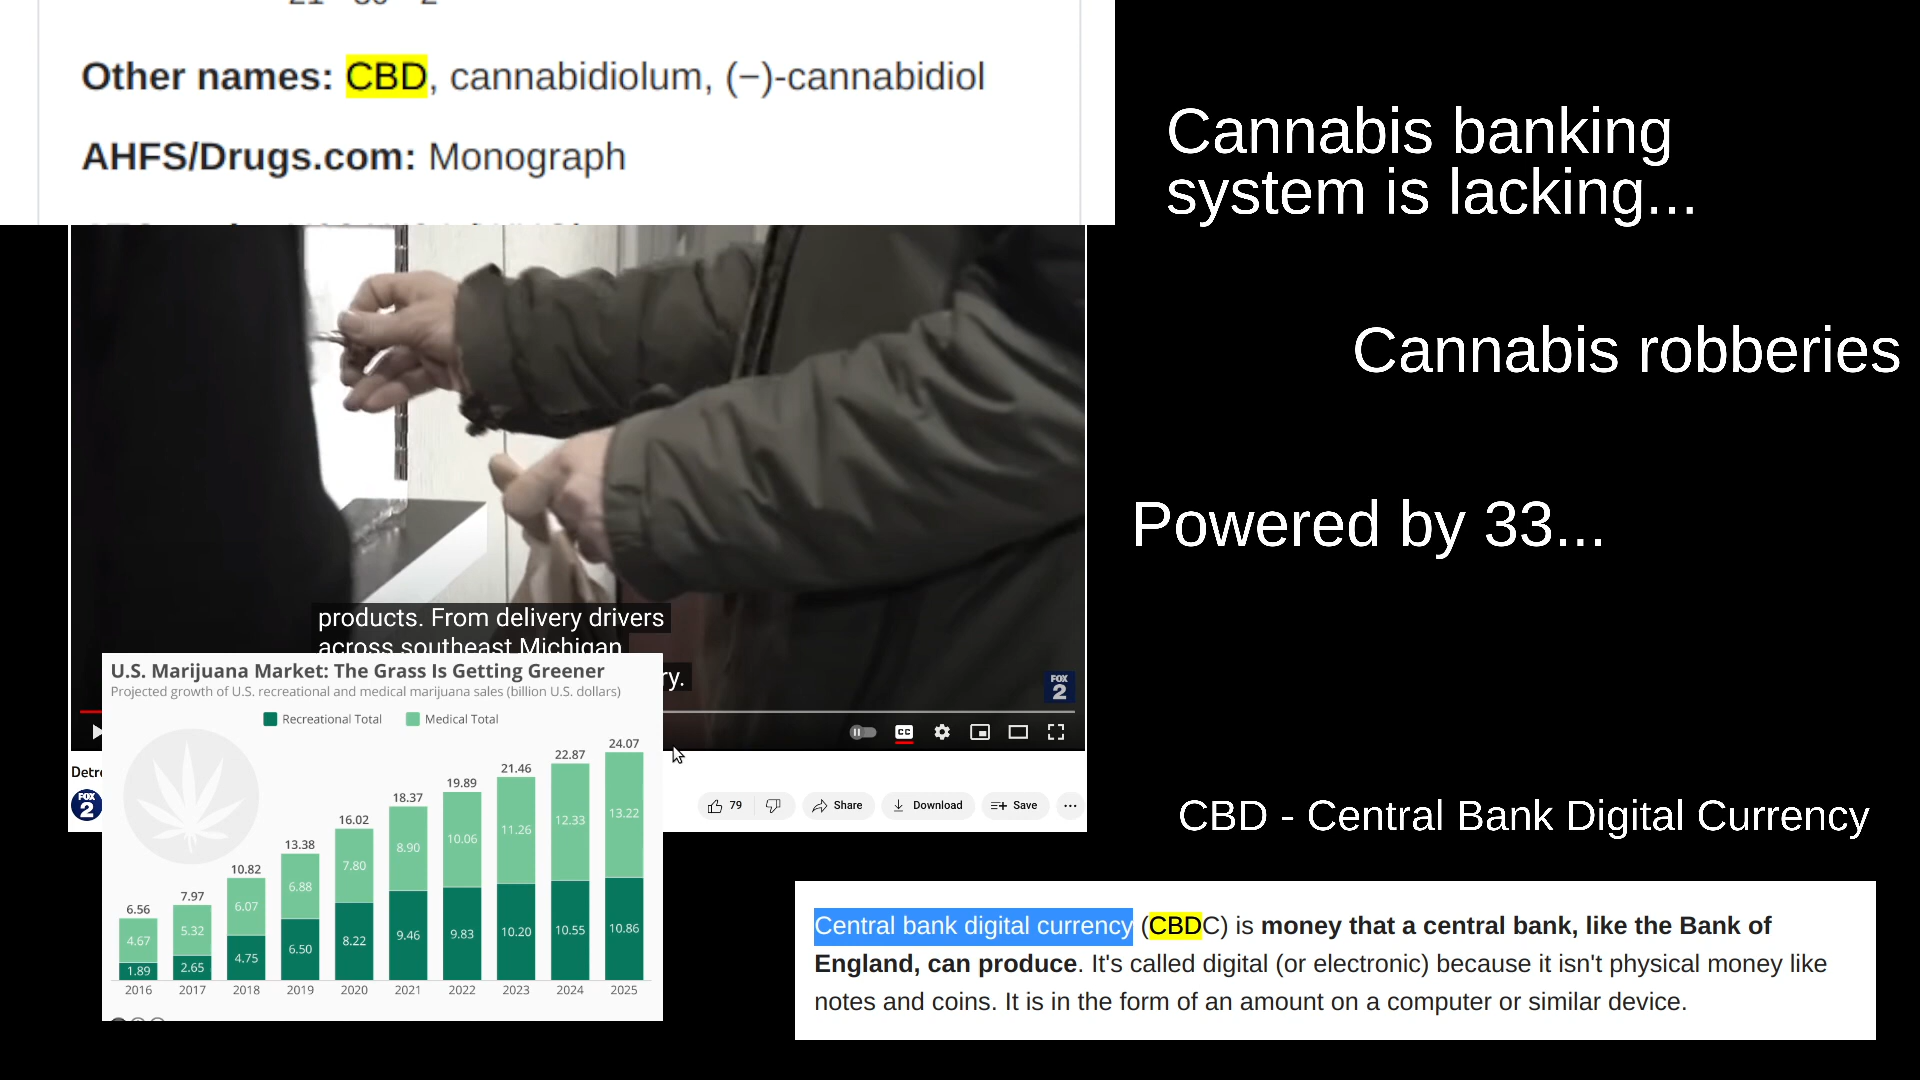 Other names: CBD, cannabidiolum, (−)-cannabidiol
AHFS/Drugs.com: Monograph
Cannabis banking
system is lacking...
Cannabis robberies
Powered by 33...
products. From delivery drivers
across southeast Michigan
ry.
FOX
2
CC
Detro
FOX
2
79
Share
Download
Save
U.S. Marijuana Market: The Grass Is Getting Greener
Projected growth of U.S. recreational and medical marijuana sales (billion U.S. dollars)
Recreational Total
Medical Total
6.56 7.97 10.82 13.38 16.02 18.37 19.89 21.46 22.87 24.07
4.67 5.32 6.07 6.88 7.80 8.90 10.06 11.26 12.33 13.22
1.89 2.65 4.75 6.50 8.22 9.46 9.83 10.20 10.55 10.86
2016 2017 2018 2019 2020 2021 2022 2023 2024 2025
CBD - Central Bank Digital Currency
Central bank digital currency (CBDC) is money that a central bank, like the Bank of
England, can produce. It's called digital (or electronic) because it isn't physical money like
notes and coins. It is in the form of an amount on a computer or similar device.